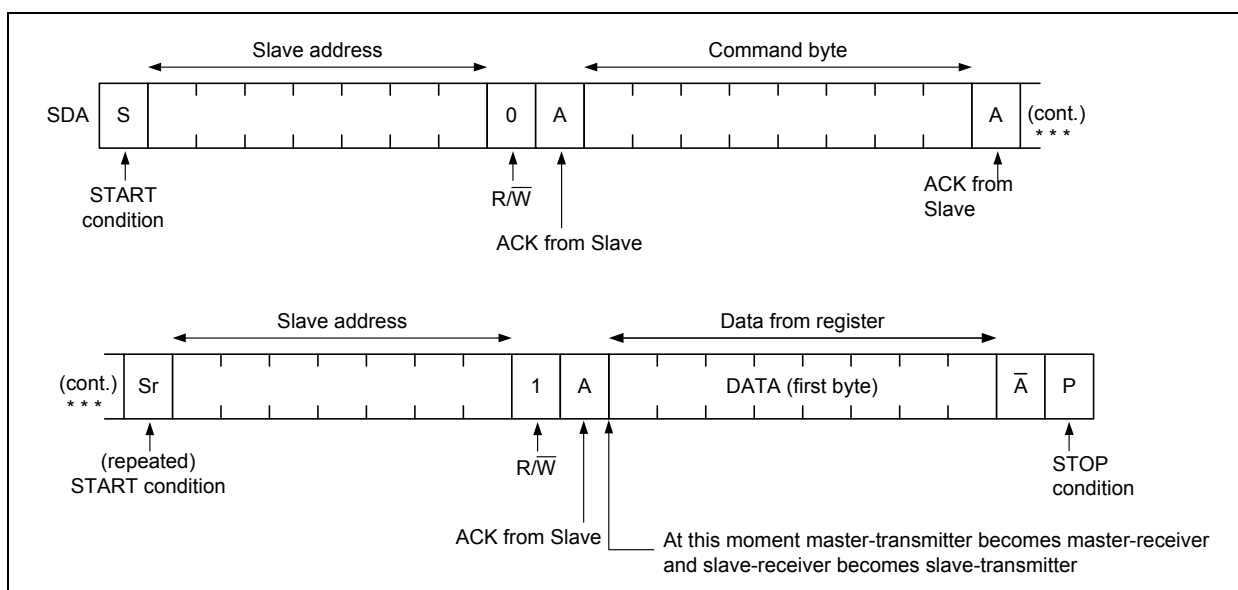 Slave address Command byte
SDA S 0 A A (cont.)
* * *
START
condition
R/W̅
ACK from Slave
ACK from
Slave
Slave address Data from register
(cont.)
* * *
Sr 1 A DATA (first byte) A̅ P
(repeated)
START condition
R/W̅
ACK from Slave
STOP
condition
At this moment master-transmitter becomes master-receiver
and slave-receiver becomes slave-transmitter